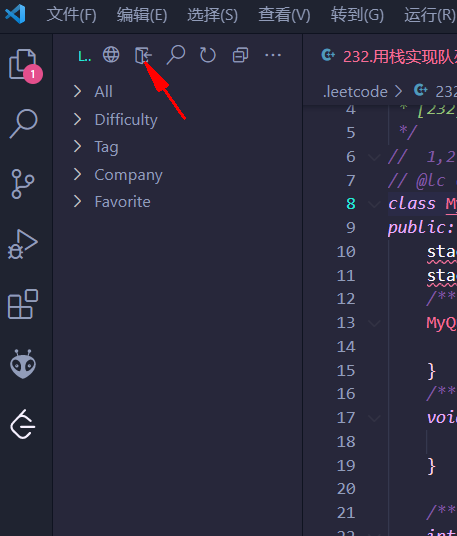 文件(F) 编辑(E) 选择(S) 查看(V) 转到(G) 运行(R)
L..
232.用栈实现队
1
All
Difficulty
Tag
Company
Favorite
.leetcode > 232
4 * [232
5 */
6 // 1,2
7 // @lc
8 class M
9 public:
10 sta
11 sta
12 /**
13 MyQ
14
15 }
16 /**
17 voi
18
19 }
20
21 /**
22 int